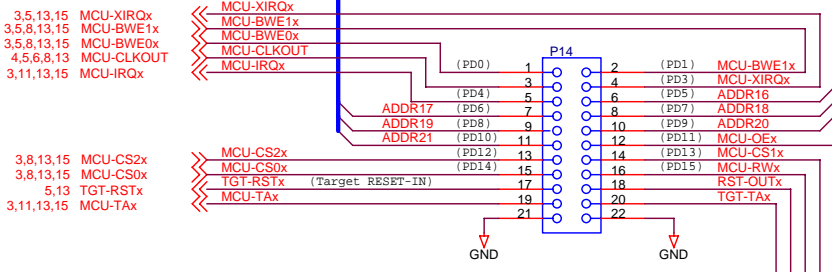 3,5,13,15 MCU-XIRQx MCU-XIRQx
3,5,8,13,15 MCU-BWE1x MCU-BWE1x
3,5,8,13,15 MCU-BWE0x MCU-BWE0x
4,5,6,8,13 MCU-CLKOUT MCU-CLKOUT
3,11,13,15 MCU-IRQx MCU-IRQx
P14
(PD0) 1 2 (PD1) MCU-BWE1x
3 4 (PD3) MCU-XIRQx
(PD4) 5 6 (PD5) ADDR16
ADDR17 (PD6) 7 8 (PD7) ADDR18
ADDR19 (PD8) 9 10 (PD9) ADDR20
ADDR21 (PD10) 11 12 (PD11) MCU-OEx
3,8,13,15 MCU-CS2x MCU-CS2x (PD12) 13 14 (PD13) MCU-CS1x
3,8,13,15 MCU-CS0x MCU-CS0x (PD14) 15 16 (PD15) MCU-RWx
5,13 TGT-RSTx TGT-RSTx (Target RESET-IN) 17 18 RST-OUTx
3,11,13,15 MCU-TAx MCU-TAx 19 20 TGT-TAx
21 22
GND GND